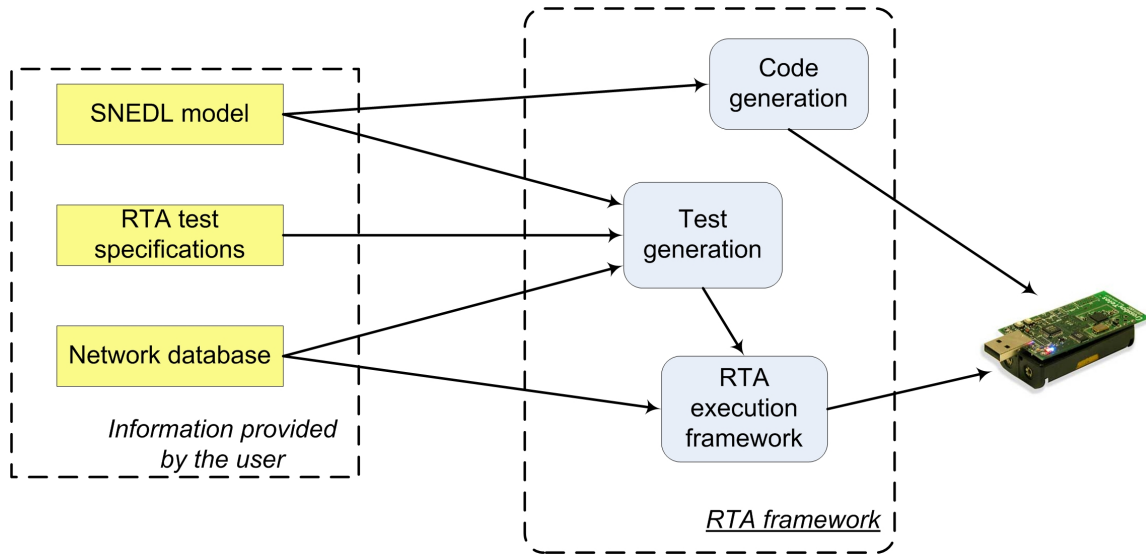 SNEDL model
RTA test
specifications
Network database
Information provided
by the user
Code
generation
Test
generation
RTA
execution
framework
RTA framework